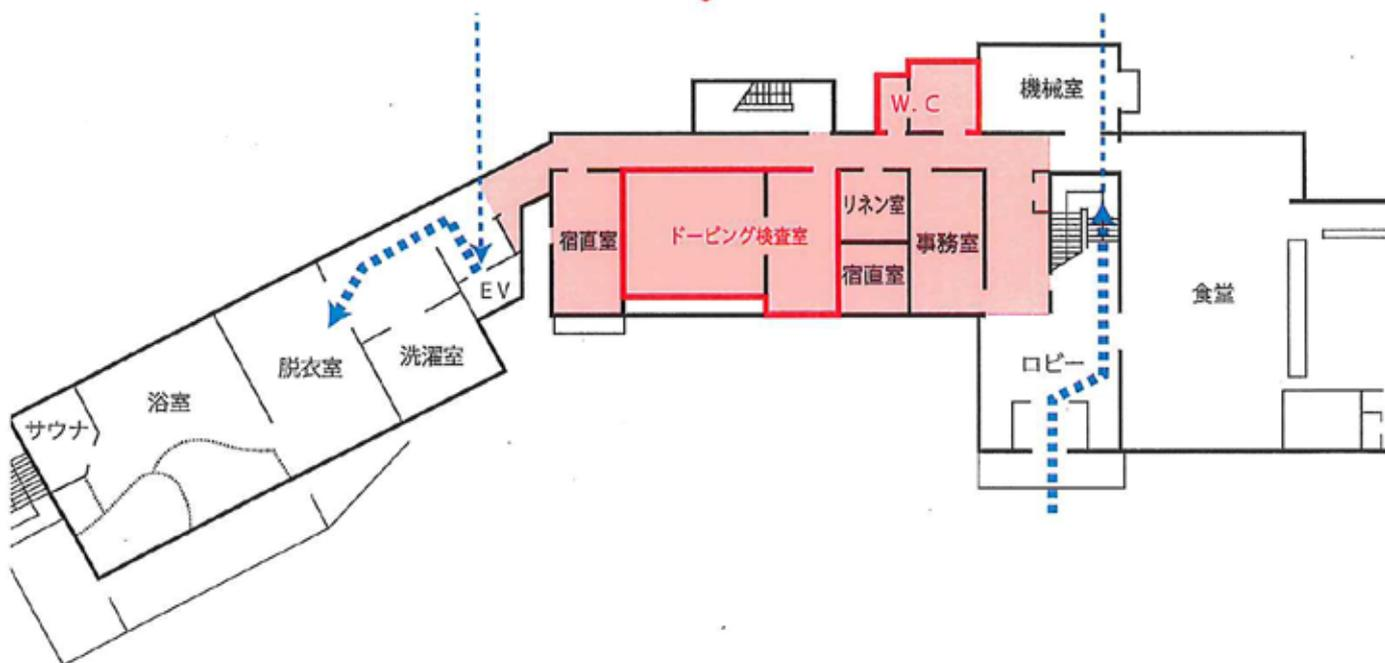 機械室
W.C
リネン室
宿直室
ドーピング検査室
事務室
宿直室
EV
食堂
洗濯室
脱衣室
ロビー
浴室
サウナ